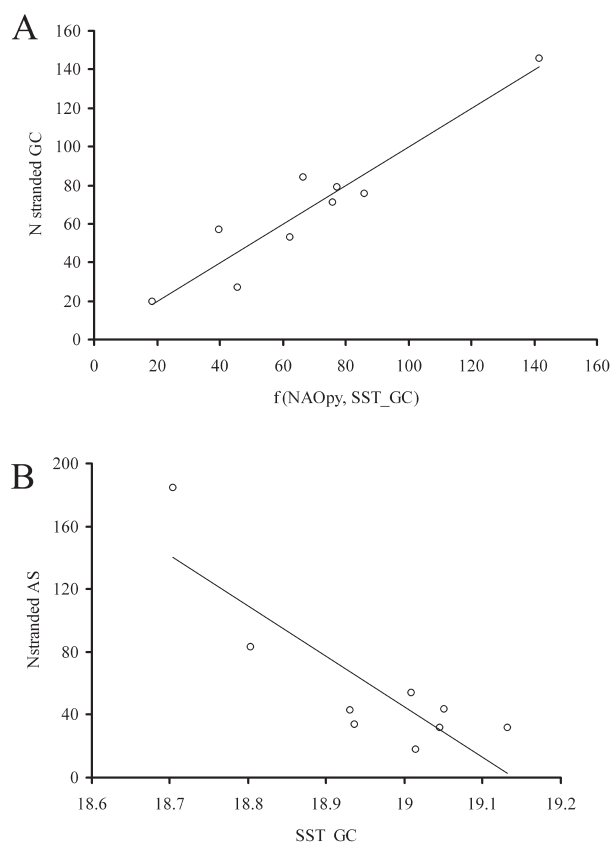 A
160
140
120
100
80
60
40
20
0
N stranded GC
0 20 40 60 80 100 120 140 160
f(NAOpy, SST_GC)
B
200
160
120
80
40
0
Nstranded AS
18.6 18.7 18.8 18.9 19 19.1 19.2
SST GC